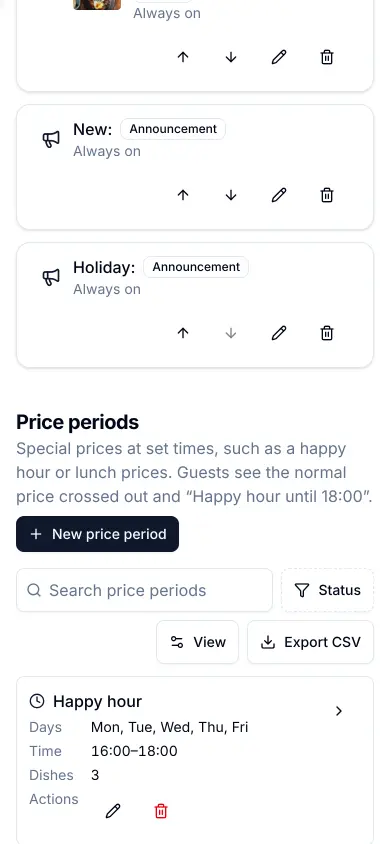 Always on
New:
Announcement
Always on
Holiday:
Announcement
Always on
Price periods
Special prices at set times, such as a happy
hour or lunch prices. Guests see the normal
price crossed out and “Happy hour until 18:00”.
New price period
Search price periods
Status
View
Export CSV
Happy hour
Days Mon, Tue, Wed, Thu, Fri
Time 16:00–18:00
Dishes 3
Actions